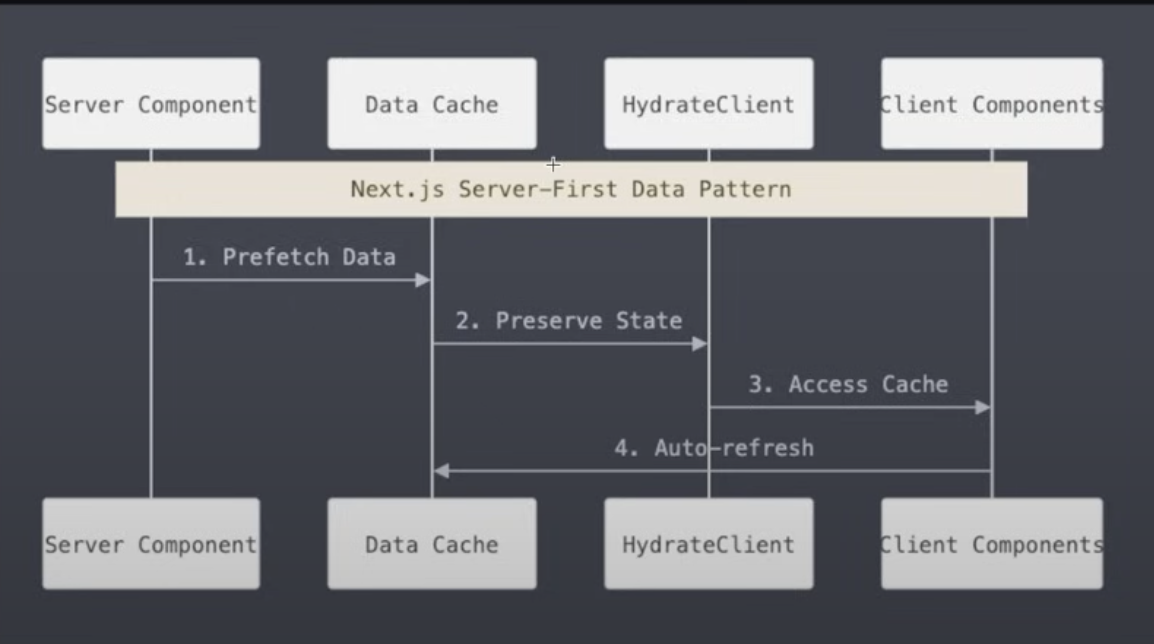 Server Component
Data Cache
HydrateClient
Client Components
Next.js Server-First Data Pattern
1. Prefetch Data
2. Preserve State
3. Access Cache
4. Auto-refresh
Server Component
Data Cache
HydrateClient
Client Components